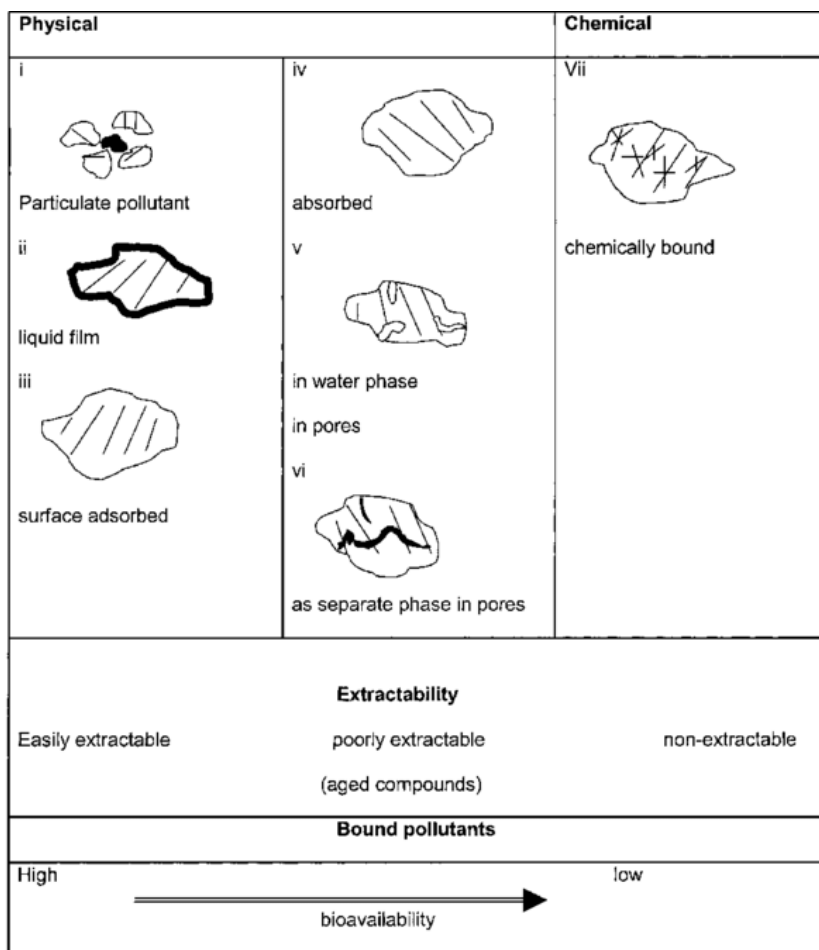 Physical
Chemical
i
Particulate pollutant
ii
liquid film
iii
surface adsorbed
iv
absorbed
v
in water phase
in pores
vi
as separate phase in pores
Vii
chemically bound
Extractability
Easily extractable poorly extractable non-extractable
(aged compounds)
Bound pollutants
High low
bioavailability